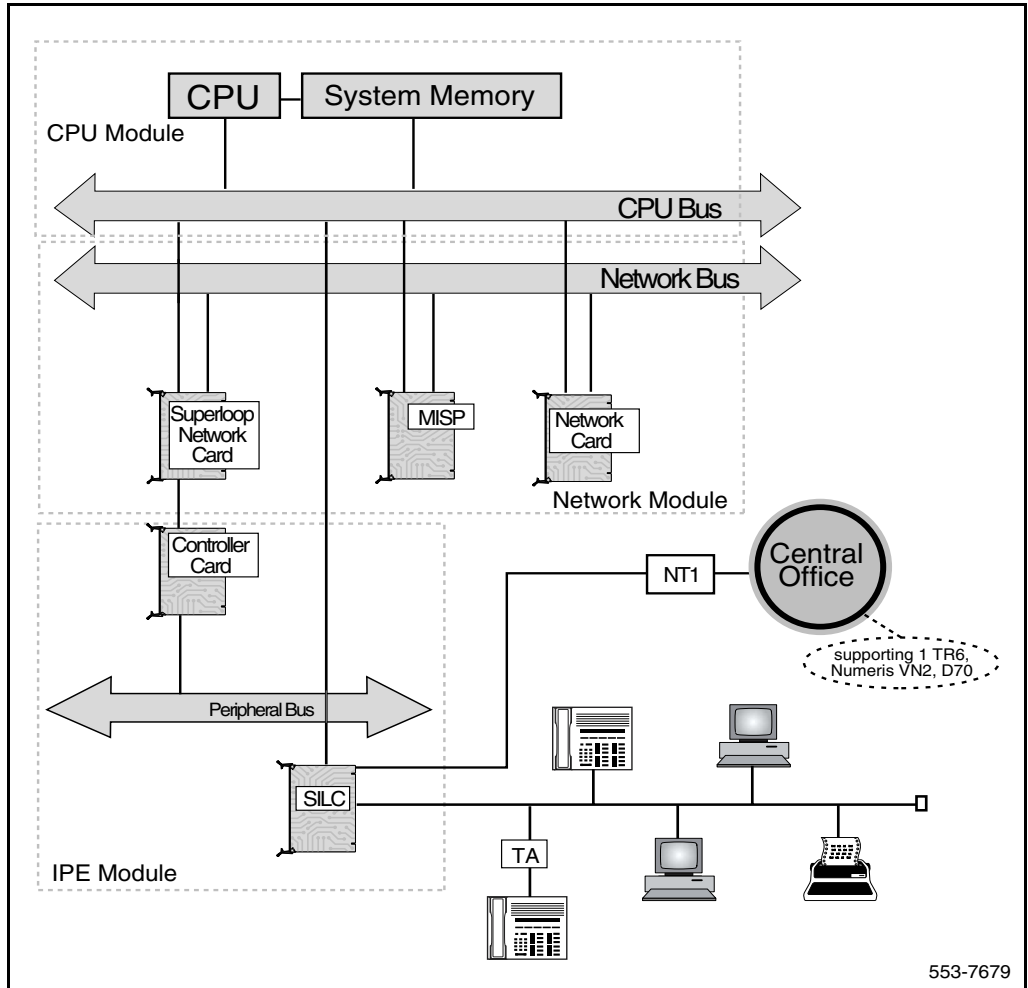 CPU
System Memory
CPU Module
CPU Bus
Network Bus
Superloop
Network
Card
MISP
Network
Card
Network Module
Controller
Card
NT1
Central
Office
supporting 1 TR6,
Numeris VN2, D70
Peripheral Bus
SILC
TA
IPE Module
553-7679